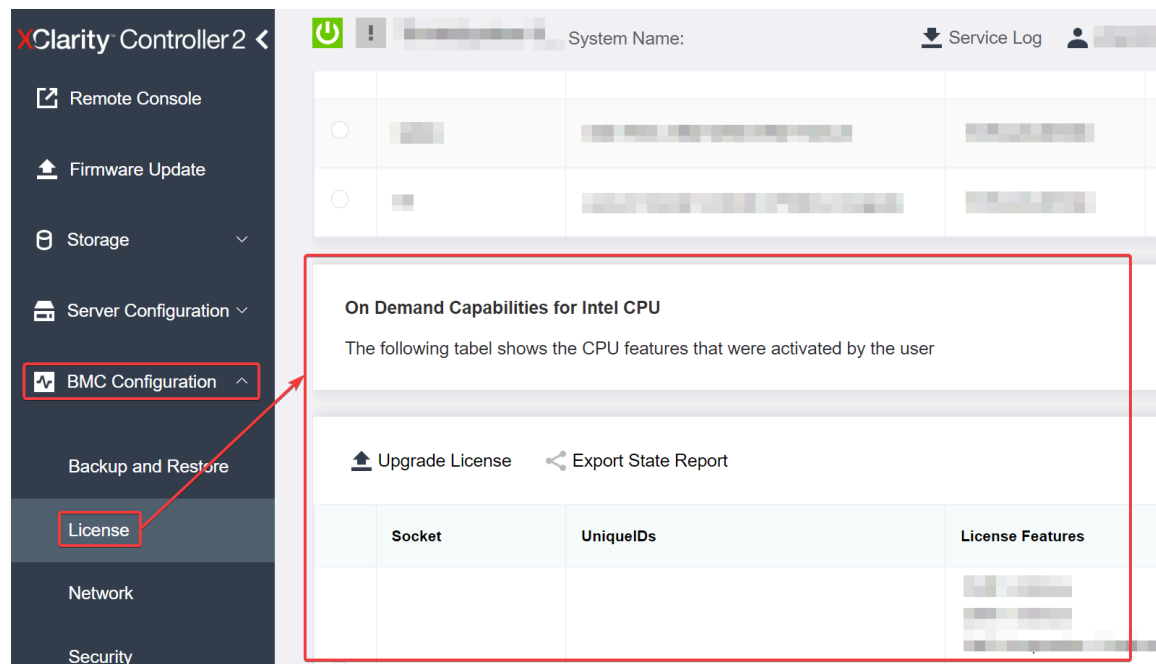 XClarity Controller 2
System Name:
Service Log
Remote Console
Firmware Update
Storage
Server Configuration
BMC Configuration
Backup and Restore
License
Network
Security
On Demand Capabilities for Intel CPU
The following tabel shows the CPU features that were activated by the user
Upgrade License
Export State Report
Socket
UniqueIDs
License Features